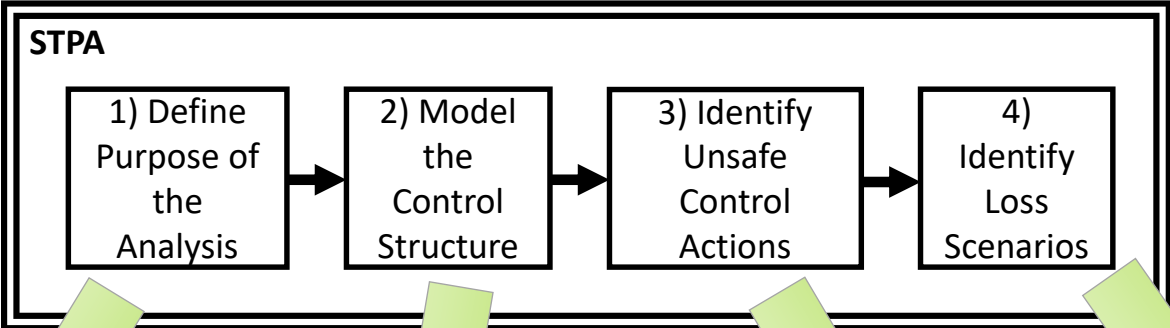 STPA
1) Define
Purpose of
the
Analysis
2) Model
the
Control
Structure
3) Identify
Unsafe
Control
Actions
4)
Identify
Loss
Scenarios